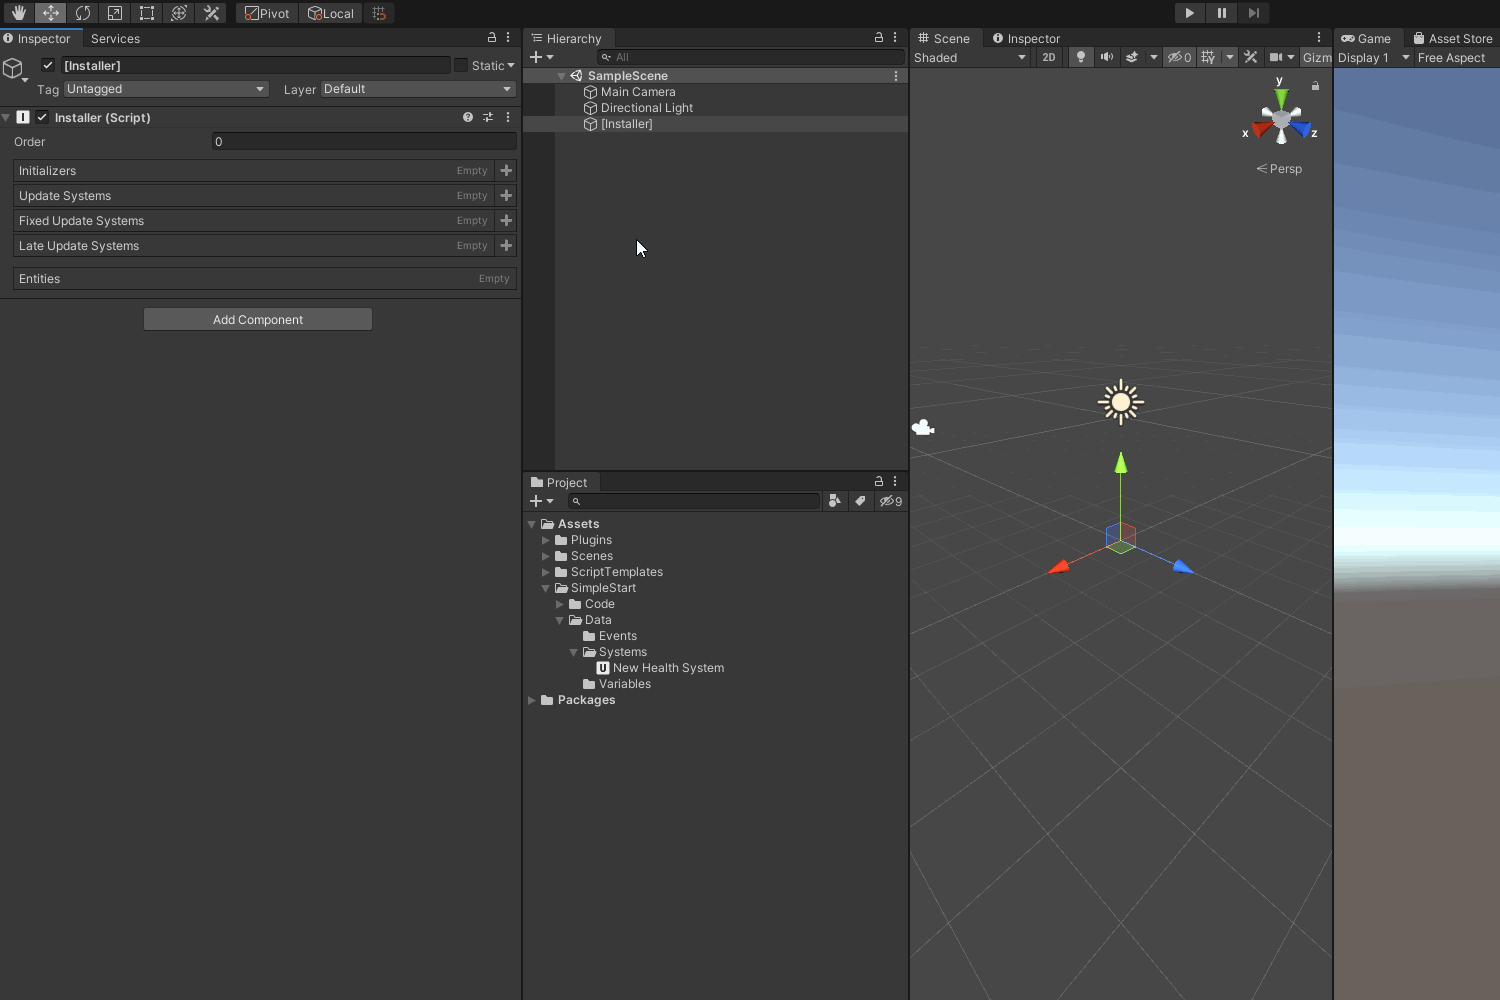 Pivot
Local
Inspector
Services
[Installer]
Static
Tag
Untagged
Layer
Default
I
Installer (Script)
Order
0
Initializers
Empty
Update Systems
Empty
Fixed Update Systems
Empty
Late Update Systems
Empty
Entities
Empty
Add Component
Hierarchy
All
SampleScene
Main Camera
Directional Light
[Installer]
Project
9
Assets
Plugins
Scenes
ScriptTemplates
SimpleStart
Code
Data
Events
Systems
U New Health System
Variables
Packages
Scene
Inspector
Shaded
2D
0
Gizm
y
x
z
Persp
Game
Asset Store
Display 1
Free Aspect